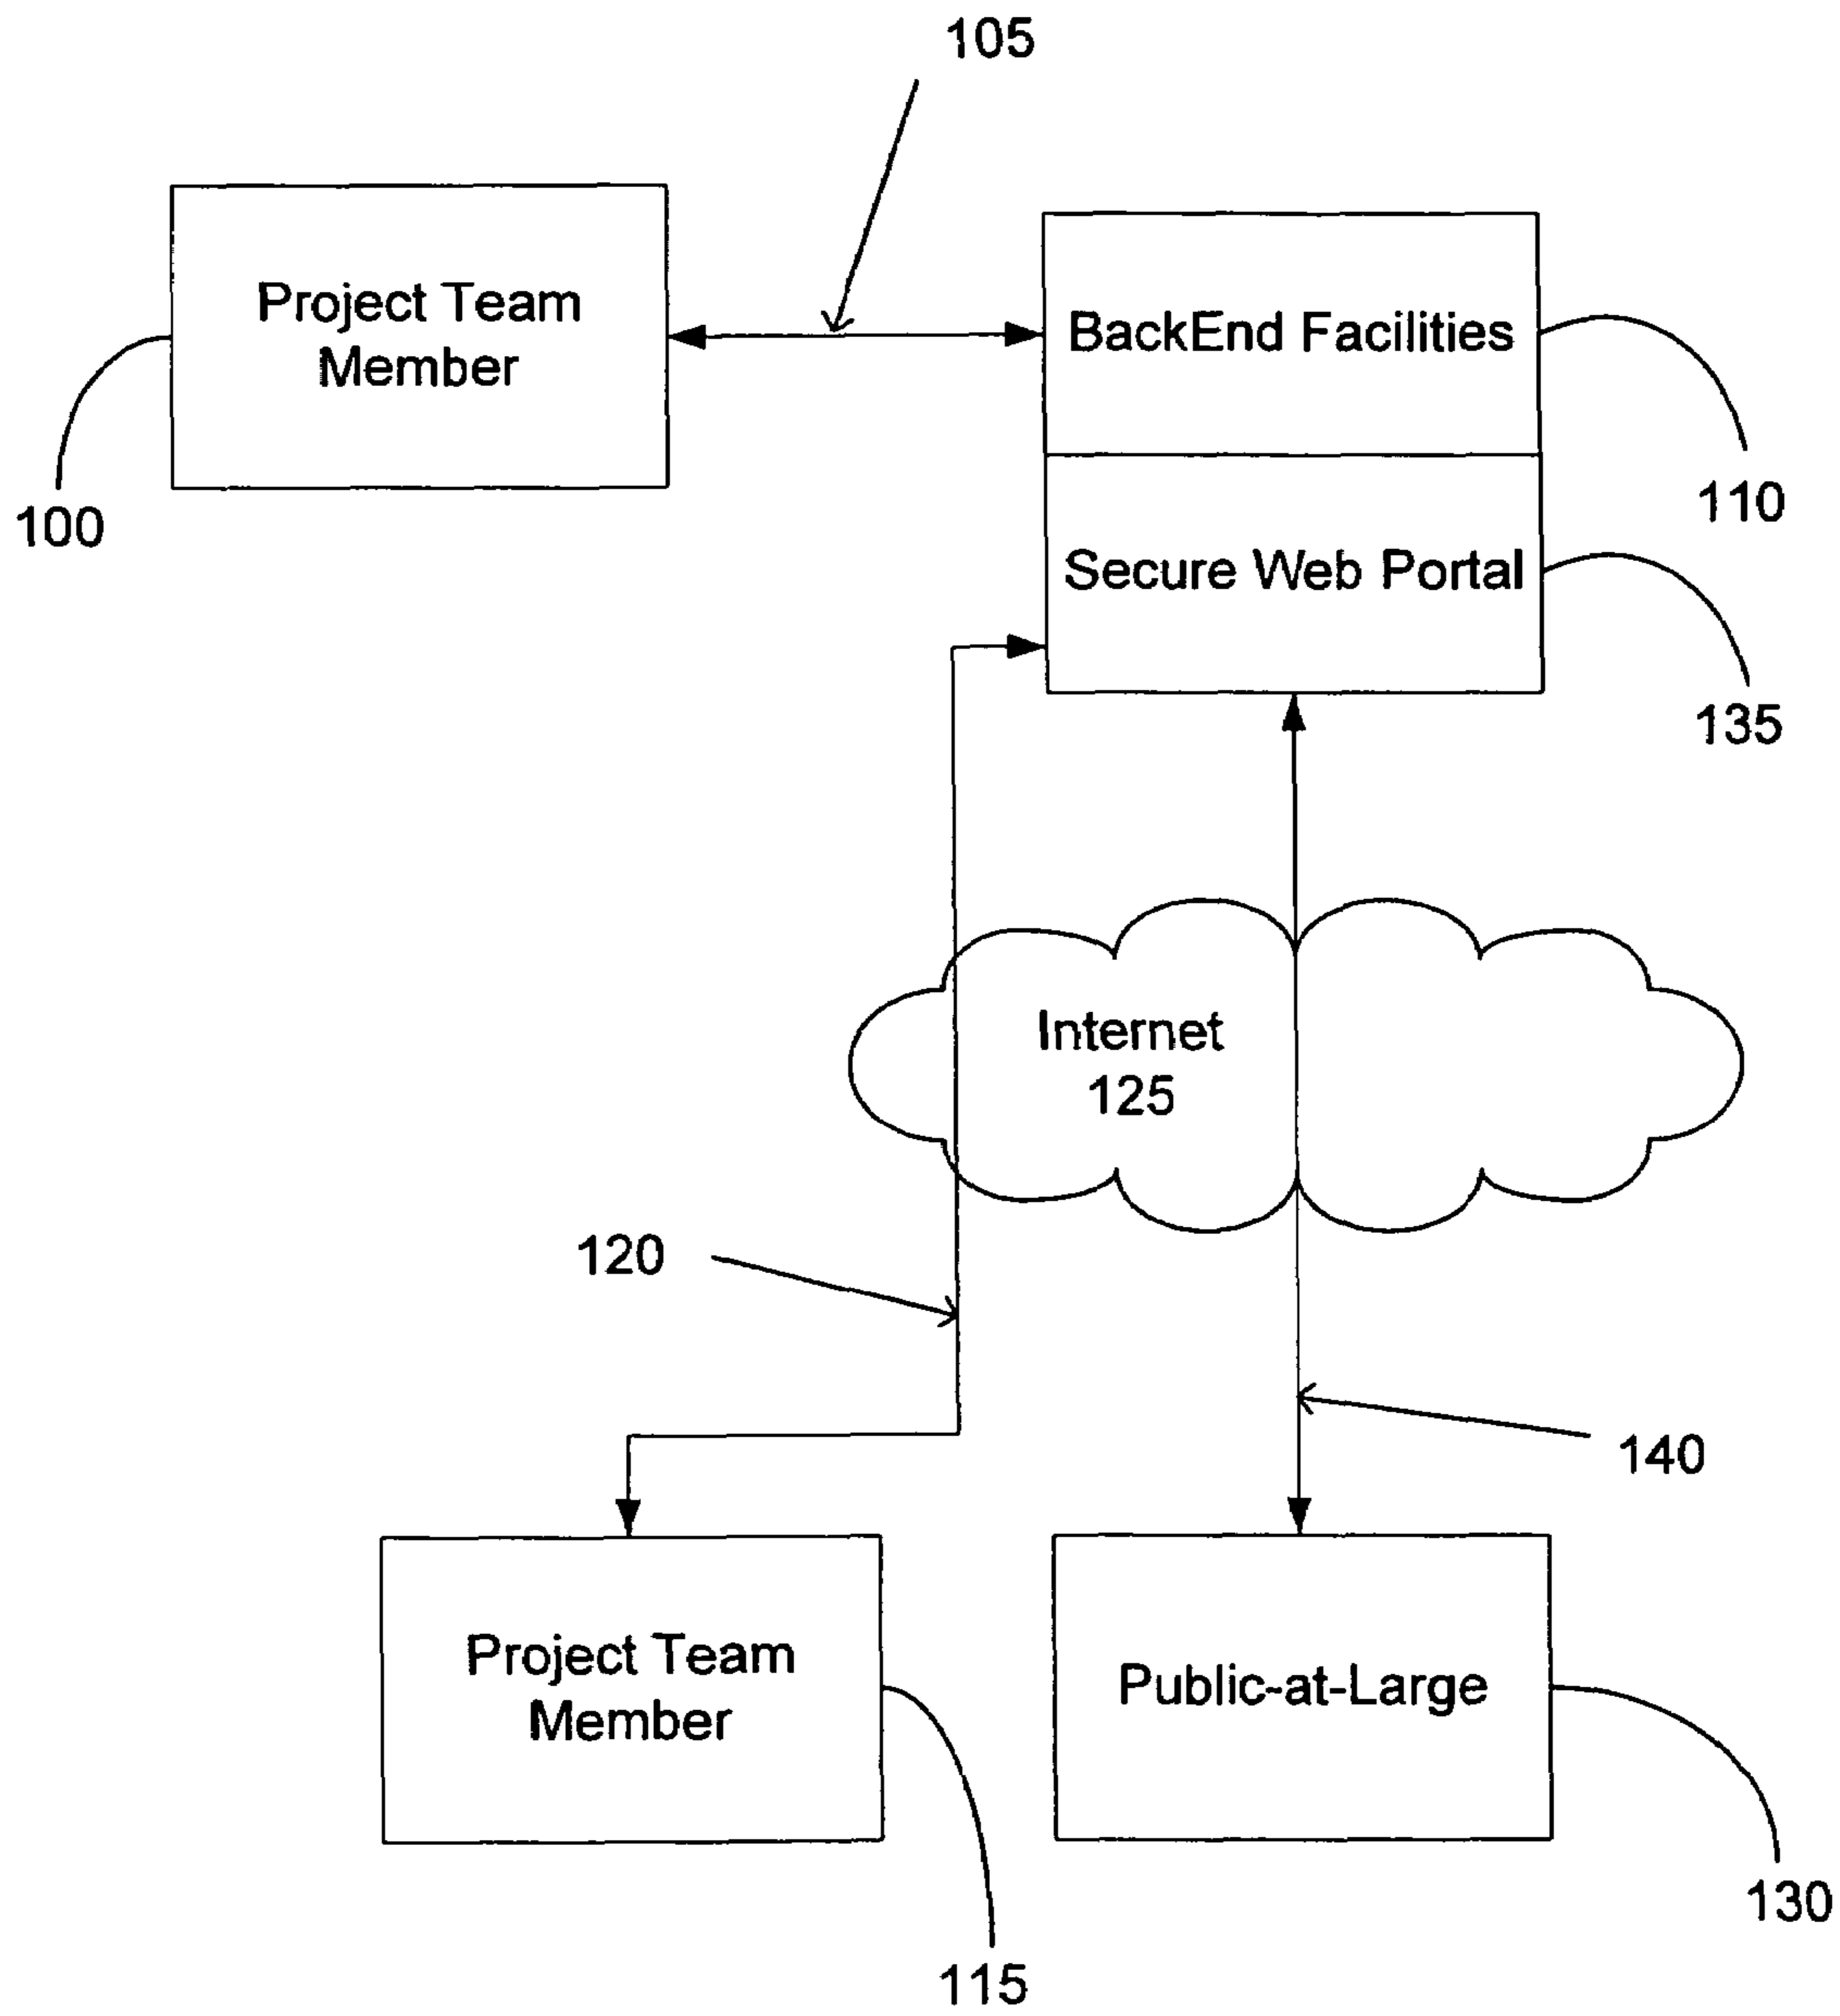 105
Project Team
Member
BackEnd Facilities
100
110
Secure Web Portal
135
Internet
125
120
140
Project Team
Member
Public-at-Large
130
115